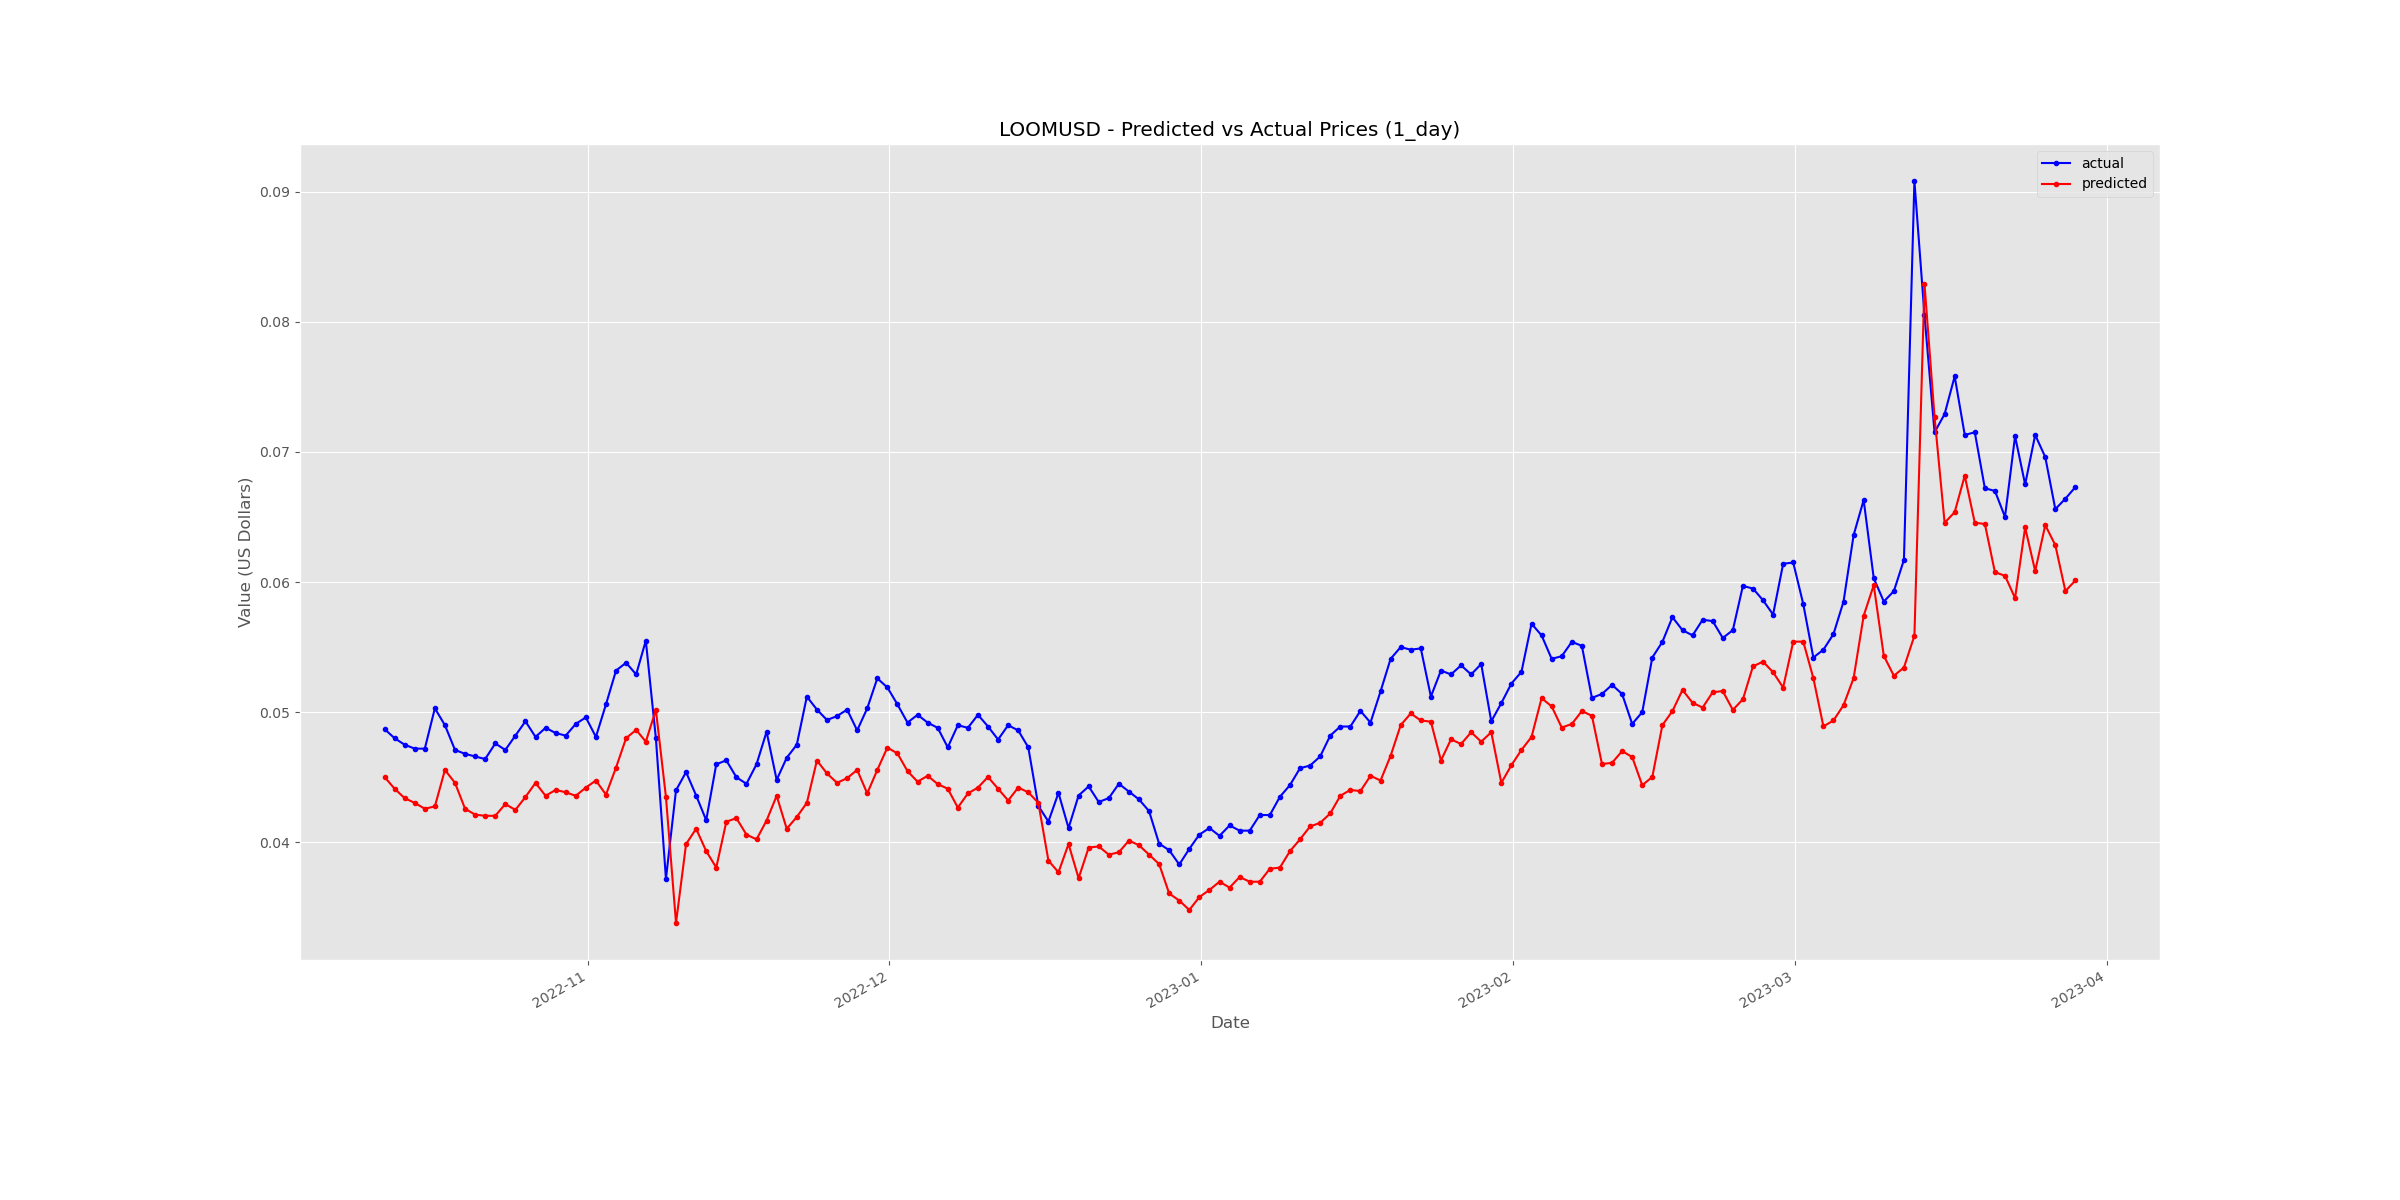 LOOMUSD - Predicted vs Actual Prices (1_day)
actual
predicted
0.09
0.08
0.07
0.06
0.05
0.04
Value (US Dollars)
2022-11
2022-12
2023-01
2023-02
2023-03
2023-04
Date